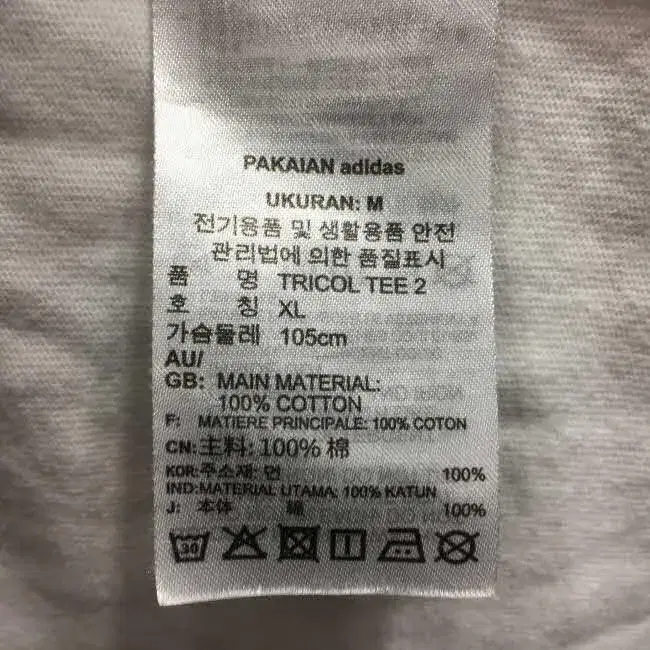 PAKAIAN adidas
UKURAN: M
전기용품 및 생활용품 안전
관리법에 의한 품질표시
품 명 TRICOL TEE 2
호 칭 XL
가슴둘레 105cm
AU/
GB: MAIN MATERIAL:
100% COTTON
F: MATIERE PRINCIPALE: 100% COTON
CN:主料: 100% 棉
KOR:주소재: 면 100%
IND:MATERIAL UTAMA: 100% KATUN
J: 本体 綿 100%
30